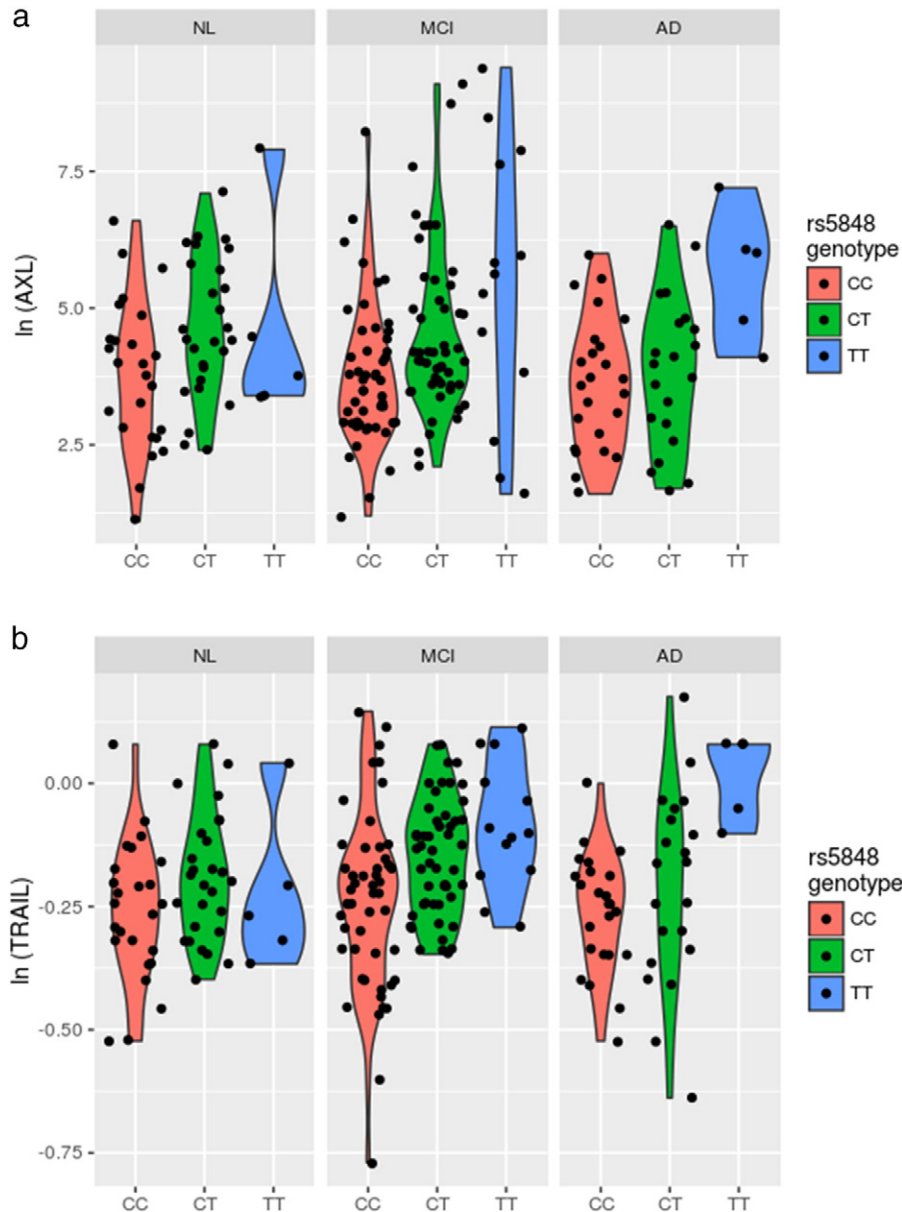 a
NL MCI AD
7.5
5.0
2.5
ln (AXL)
CC CT TT CC CT TT CC CT TT
rs5848
genotype
CC
CT
TT
b
NL MCI AD
0.00
-0.25
-0.50
-0.75
ln (TRAIL)
CC CT TT CC CT TT CC CT TT
rs5848
genotype
CC
CT
TT